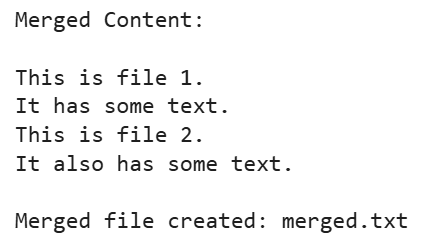 Merged Content:

This is file 1.
It has some text.
This is file 2.
It also has some text.

Merged file created: merged.txt